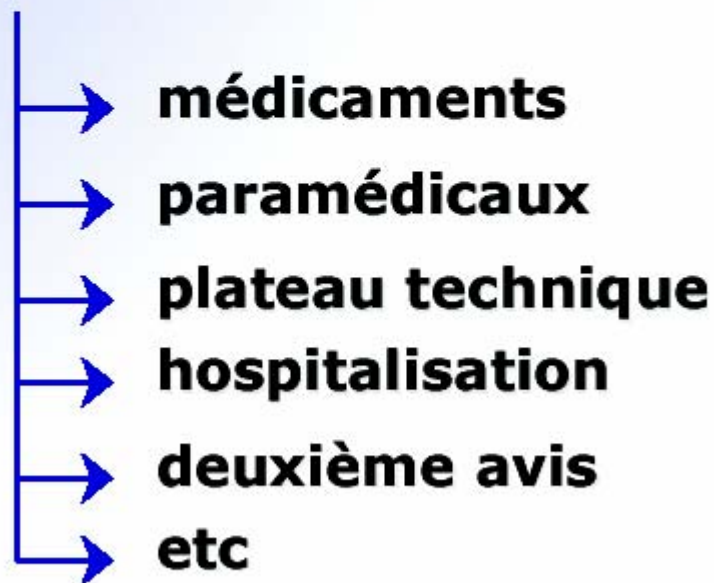 médicaments
paramédicaux
plateau technique
hospitalisation
deuxième avis
etc